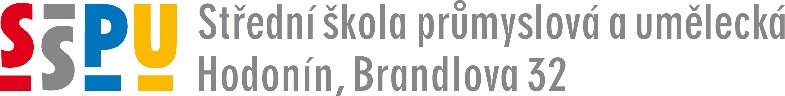 SŠPU Střední škola průmyslová a umělecká
Hodonín, Brandlova 32